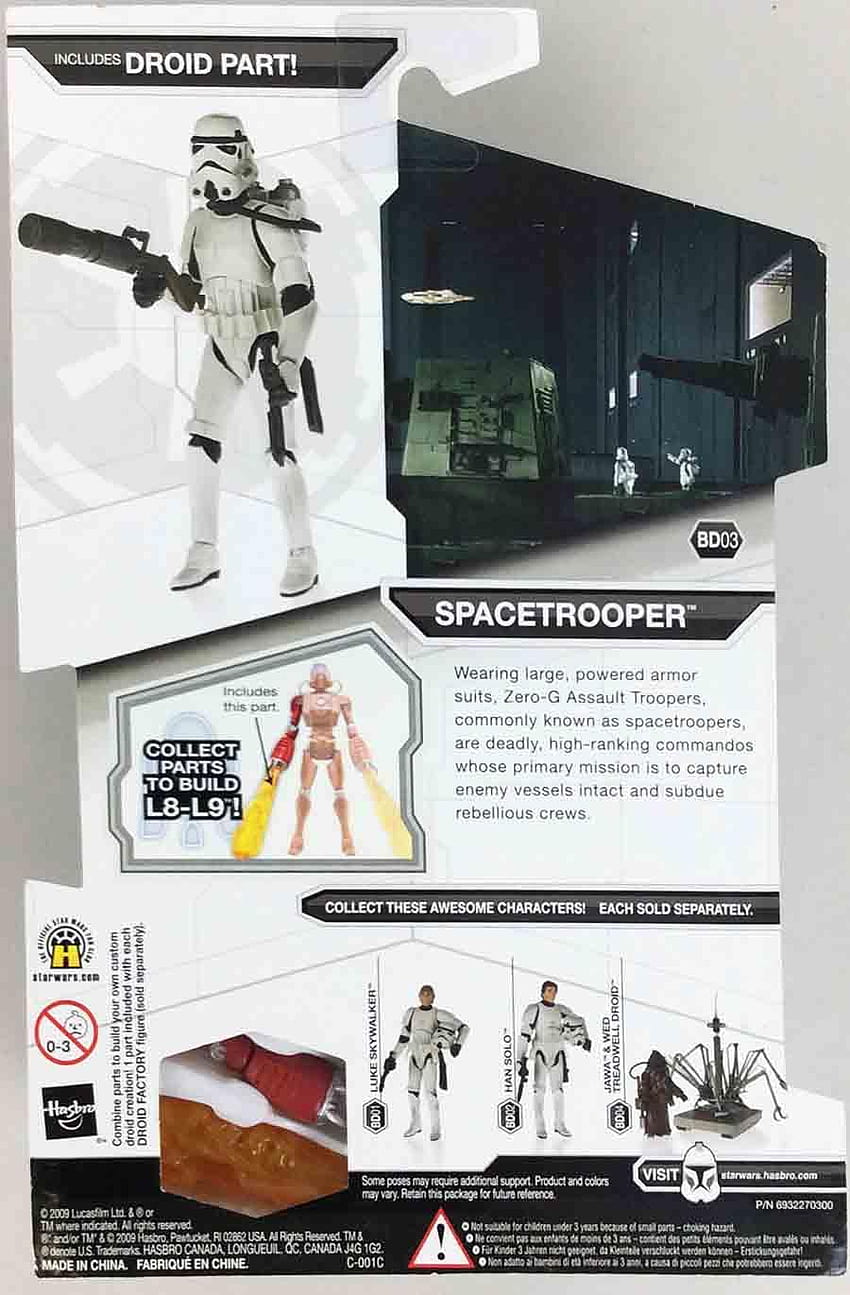 INCLUDES DROID PART!
BD03
SPACETROOPER™
Wearing large, powered armor
suits, Zero-G Assault Troopers,
commonly known as spacetroopers,
are deadly, high-ranking commandos
whose primary mission is to capture
enemy vessels intact and subdue
rebellious crews.
Includes
this part.
COLLECT
PARTS
TO BUILD
L8-L9™!
COLLECT THESE AWESOME CHARACTERS! EACH SOLD SEPARATELY.
THE OFFICIAL STAR WARS FAN CLUB
starwars.com
0-3
Hasbro
Combine parts to build your own custom
droid creation! 1 part included with each
DROID FACTORY figure (sold separately).
BD01 LUKE SKYWALKER™
BD02 HAN SOLO™
BD04 JAWA™ & WED
TREADWELL DROID™
Some poses may require additional support. Product and colors
may vary. Retain this package for future reference.
VISIT starwars.hasbro.com
P/N 6932270300
© 2009 Lucasfilm Ltd. & ® or
TM where indicated. All rights reserved.
®* and/or TM* & © 2009 Hasbro, Pawtucket, RI 02862 USA. All Rights Reserved. TM &
® denote U.S. Trademarks. HASBRO CANADA, LONGUEUIL, QC, CANADA J4G 1G2.
MADE IN CHINA. FABRIQUÉ EN CHINE. C-001C
Not suitable for children under 3 years because of small parts – choking hazard.
Ne convient pas aux enfants de moins de 3 ans – contient des petits éléments pouvant être avalés ou inhalés.
Für Kinder 3 Jahren nicht geeignet, da Kleinteile verschluckt werden können – Erstickungsgefahr!
Non adatto ai bambini di età inferiore ai 3 anni, a causa di piccoli pezzi che potrebbero essere ingeriti.